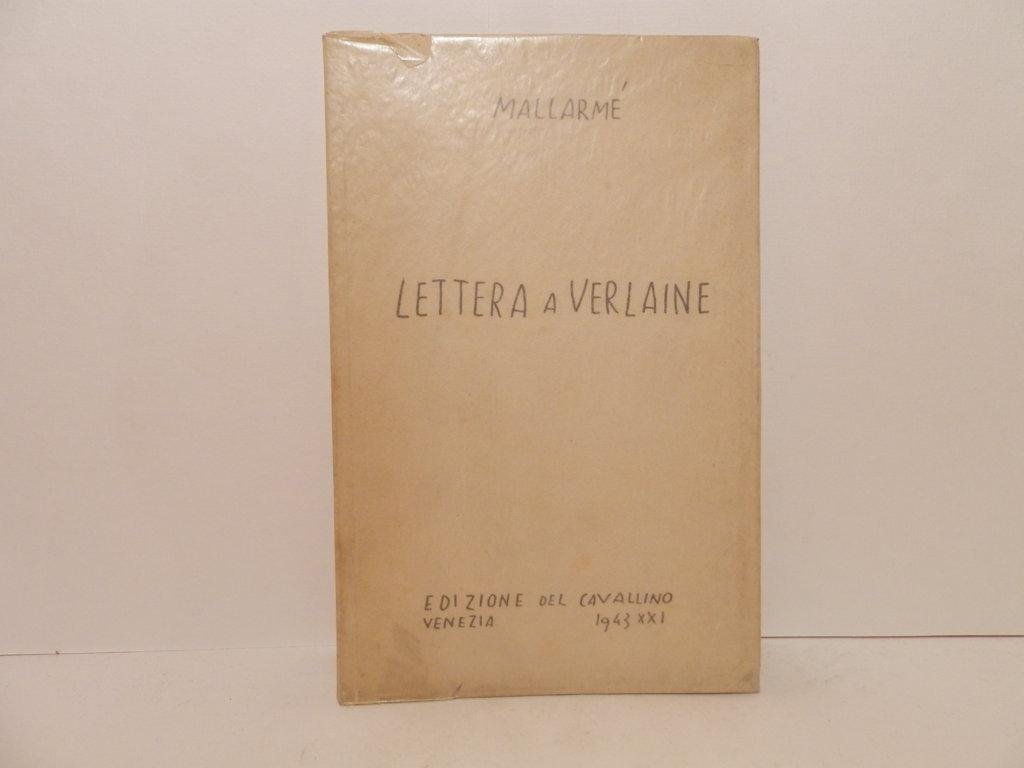 MALLARMÉ
LETTERA A VERLAINE
EDIZIONE DEL CAVALLINO
VENEZIA 1943 XXI